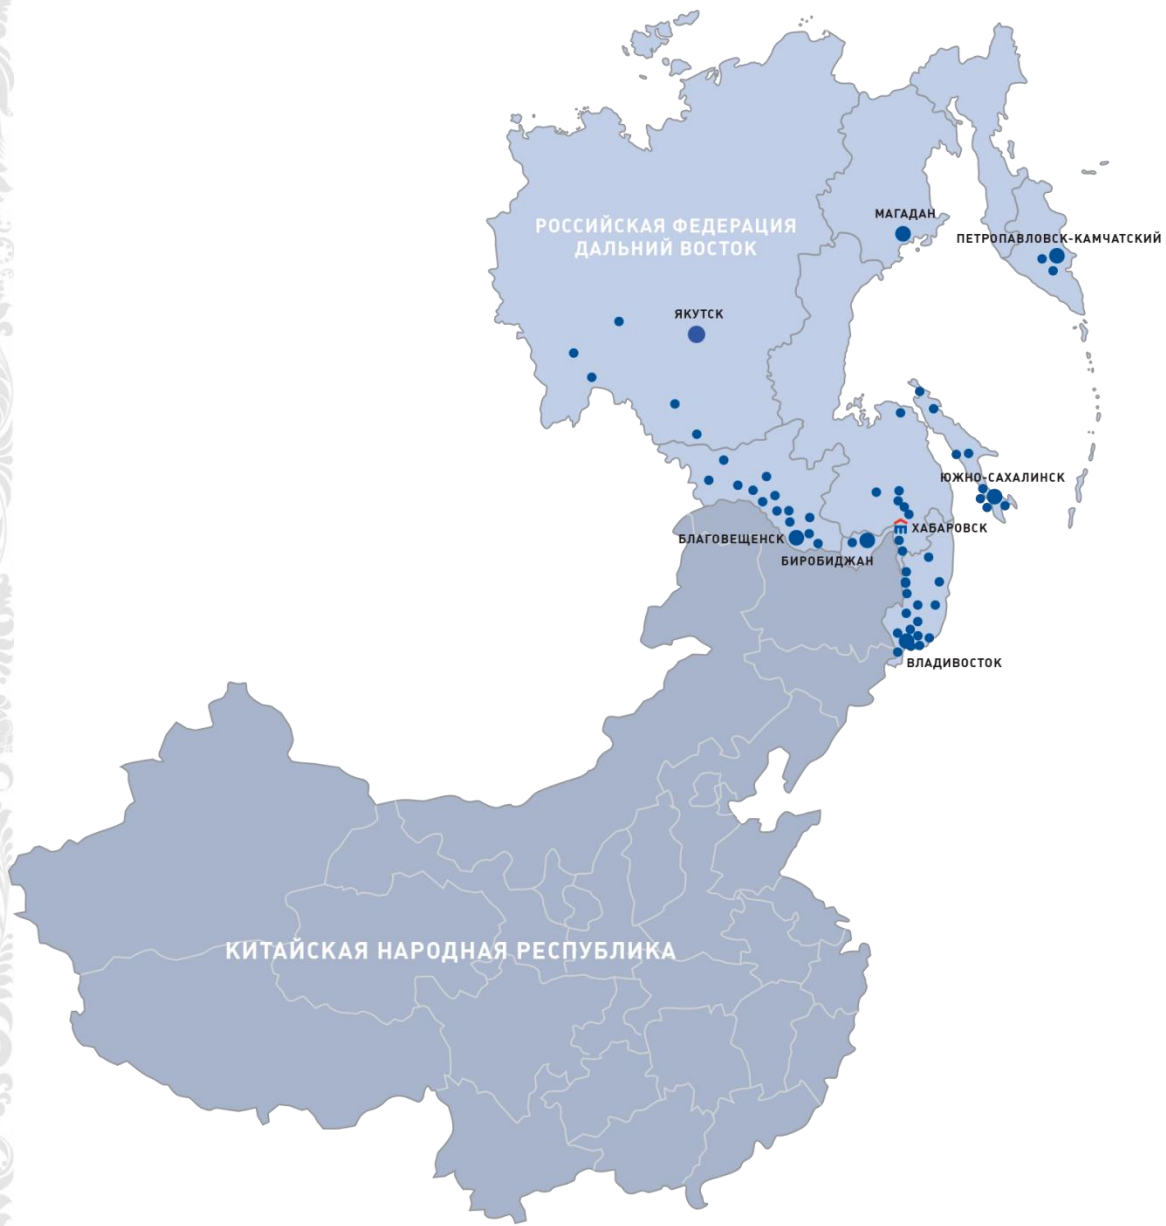 МАГАДАН
РОССИЙСКАЯ ФЕДЕРАЦИЯ
ДАЛЬНИЙ ВОСТОК
ПЕТРОПАВЛОВСК-КАМЧАТСКИЙ
ЯКУТСК
ЮЖНО-САХАЛИНСК
ХАБАРОВСК
БЛАГОВЕЩЕНСК
БИРОБИДЖАН
ВЛАДИВОСТОК
КИТАЙСКАЯ НАРОДНАЯ РЕСПУБЛИКА